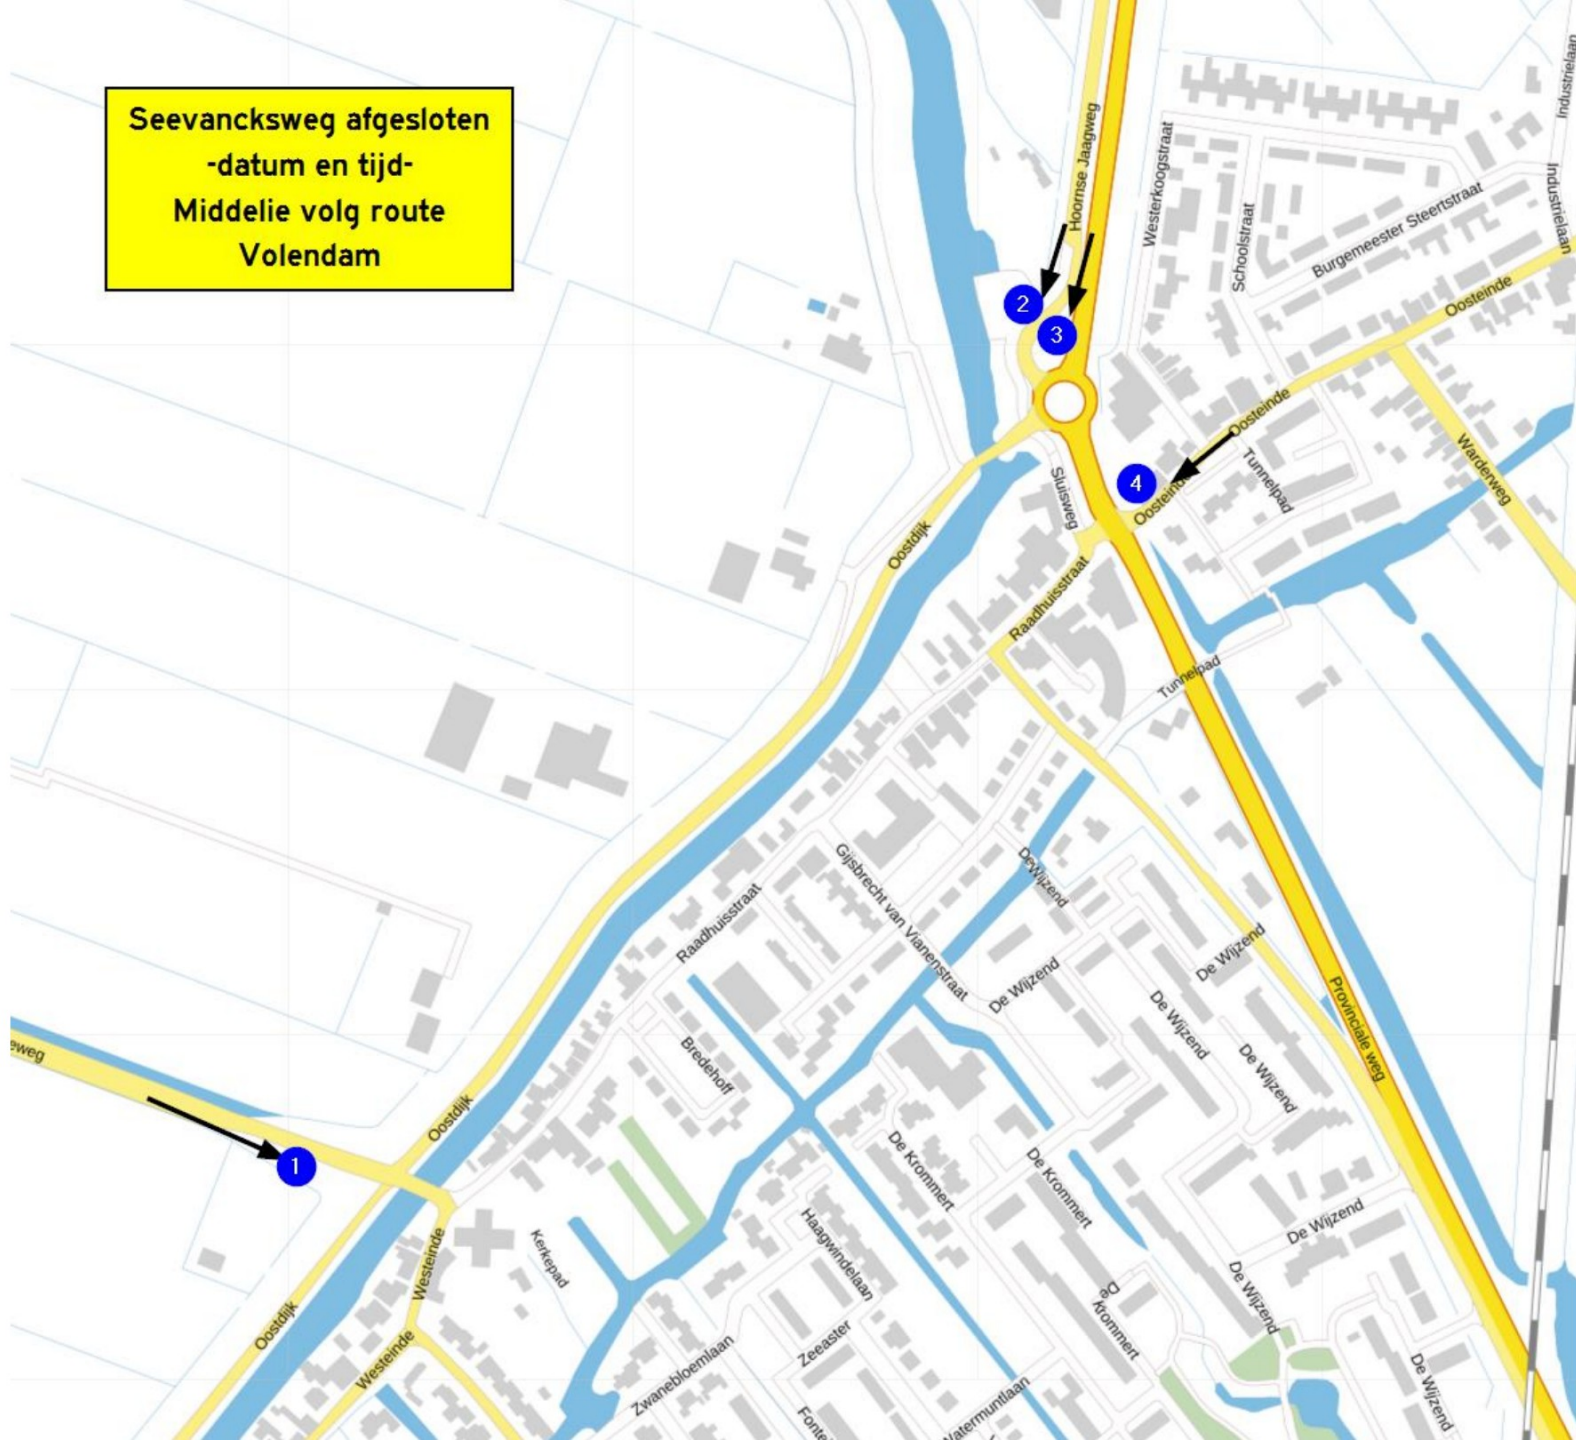 Seevancksweg afgesloten
-datum en tijd-
Middelie volg route
Volendam
Hoornse Jaagweg
Westerkoogstraat
Schoolstraat
Burgemeester Steertstraat
Industrielaan
Industrielaan
Oosteinde
2
3
Oosteinde
4
Oosteinde
Tunnelpad
Warderweg
Sluisweg
Oostdijk
Raadhuisstraat
Tunnelpad
Gijsbrecht van Vianenstraat
De Wijzend
Raadhuisstraat
De Wijzend
De Wijzend
De Wijzend
Provinciale weg
De Wijzend
eweg
Bredehoff
Oostdijk
1
De Krommert
De Krommert
De Wijzend
Westeinde
Kerkepad
Haagwindelaan
De Krommert
De Wijzend
Oostdijk
Westeinde
Zeeaster
Zwanebloemlaan
De Wijzend
Watermuntlaan
Fontei